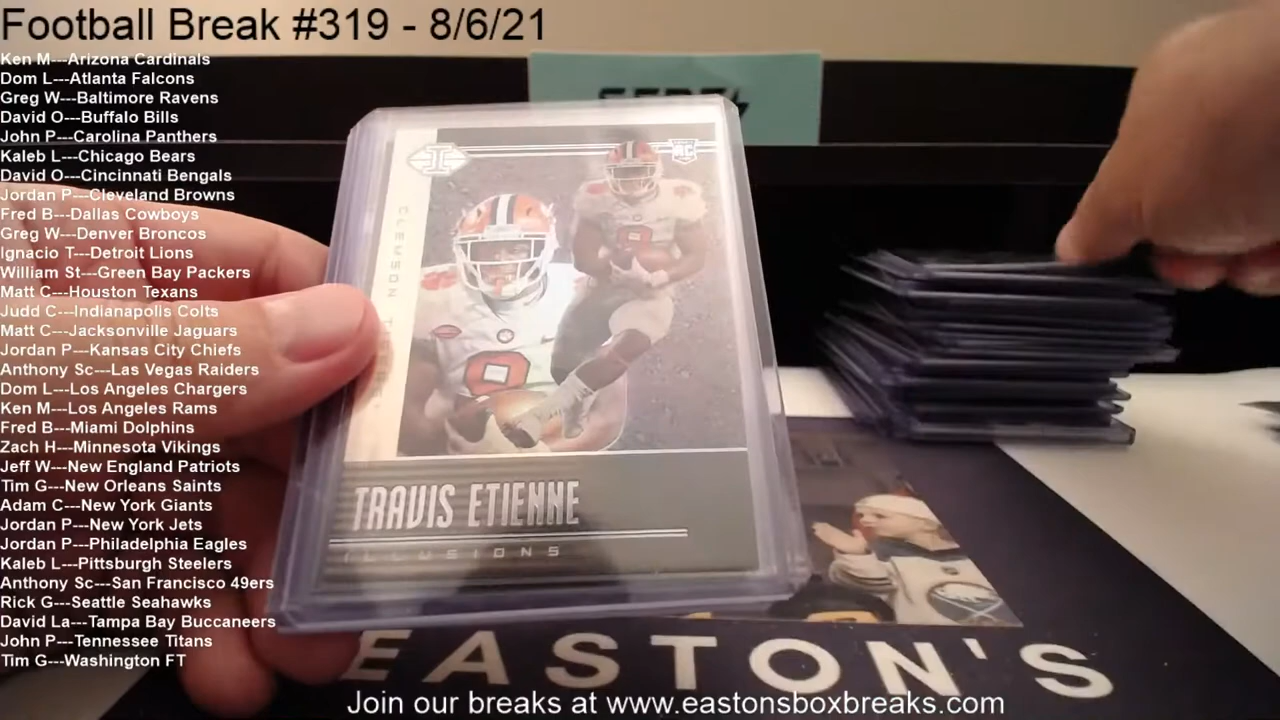 Football Break #319 - 8/6/21
Ken M---Arizona Cardinals
Dom L---Atlanta Falcons
Greg W---Baltimore Ravens
David O---Buffalo Bills
John P---Carolina Panthers
Kaleb L---Chicago Bears
David O---Cincinnati Bengals
Jordan P---Cleveland Browns
Fred B---Dallas Cowboys
Greg W---Denver Broncos
Ignacio T---Detroit Lions
William St---Green Bay Packers
Matt C---Houston Texans
Judd C---Indianapolis Colts
Matt C---Jacksonville Jaguars
Jordan P---Kansas City Chiefs
Anthony Sc---Las Vegas Raiders
Dom L---Los Angeles Chargers
Ken M---Los Angeles Rams
Fred B---Miami Dolphins
Zach H---Minnesota Vikings
Jeff W---New England Patriots
Tim G---New Orleans Saints
Adam C---New York Giants
Jordan P---New York Jets
Jordan P---Philadelphia Eagles
Kaleb L---Pittsburgh Steelers
Anthony Sc---San Francisco 49ers
Rick G---Seattle Seahawks
David La---Tampa Bay Buccaneers
John P---Tennessee Titans
Tim G---Washington FT
I
RC
CLEMSON
9
TRAVIS ETIENNE
ILLUSIONS
EASTON'S
Join our breaks at www.eastonsboxbreaks.com